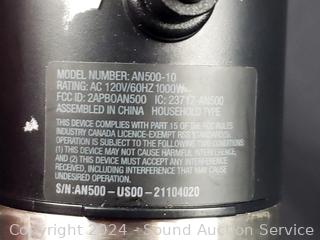 MODEL NUMBER: AN500-10
RATING: AC 120V/60HZ 1000W
FCC ID: 2APBOAN500 IC: 23717-AN500
ASSEMBLED IN CHINA HOUSEHOLD TYPE
THIS DEVICE COMPLIES WITH PART 15 OF THE FCC RULES
INDUSTRY CANADA LICENCE-EXEMPT RSS STANDARD(S).
OPERATION IS SUBJECT TO THE FOLLOWING TWO CONDITIONS:
(1) THIS DEVICE MAY NOT CAUSE HARMFUL INTERFERENCE,
AND (2) THIS DEVICE MUST ACCEPT ANY INTERFERENCE
RECEIVED, INCLUDING INTERFERENCE THAT MAY CAUSE
UNDESIRED OPERATION.
S/N:AN500-US00-21104020
Copyright 2024 - Sound Auction Service